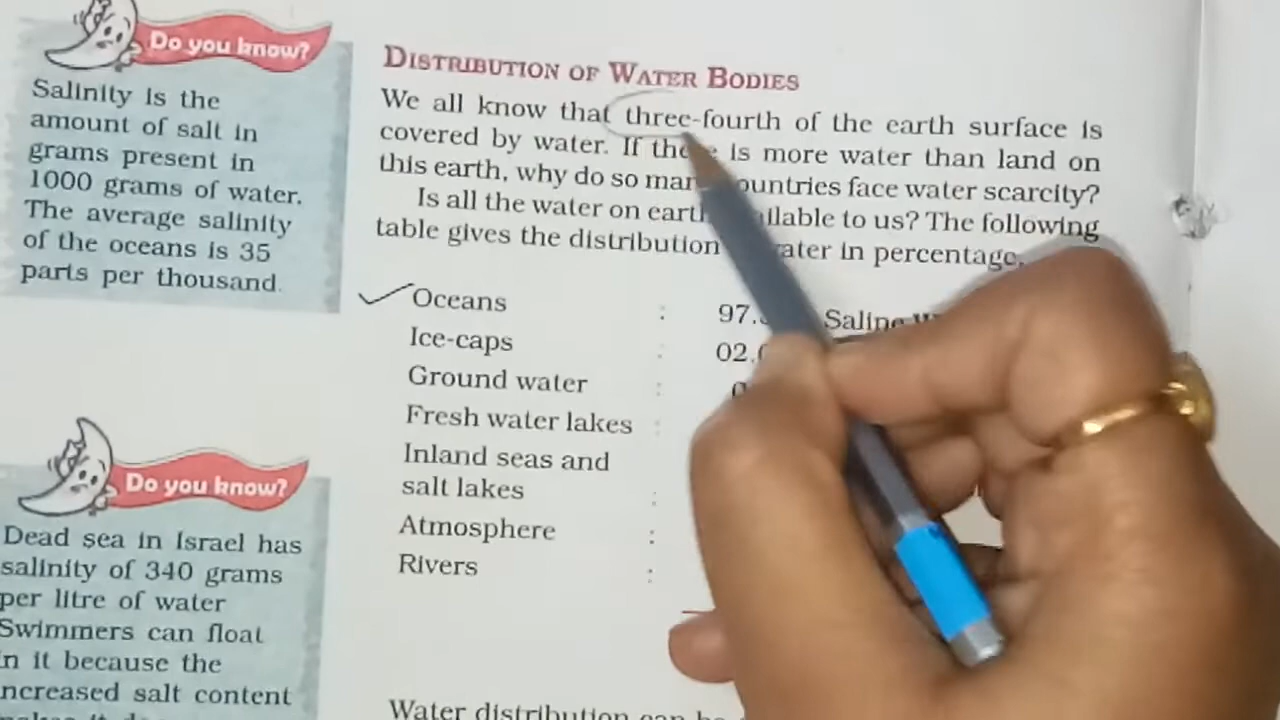 Do you know?
Salinity is the
amount of salt in
grams present in
1000 grams of water.
The average salinity
of the oceans is 35
parts per thousand.
Do you know?
Dead sea in Israel has
salinity of 340 grams
per litre of water
Swimmers can float
in it because the
increased salt content
DISTRIBUTION OF WATER BODIES
We all know that three-fourth of the earth surface is
covered by water. If there is more water than land on
this earth, why do so many countries face water scarcity?
Is all the water on earth available to us? The following
table gives the distribution water in percentage.
Oceans : 97. Saline
Ice-caps : 02.
Ground water : 0
Fresh water lakes :
Inland seas and
salt lakes :
Atmosphere :
Rivers :
Water distribution can be